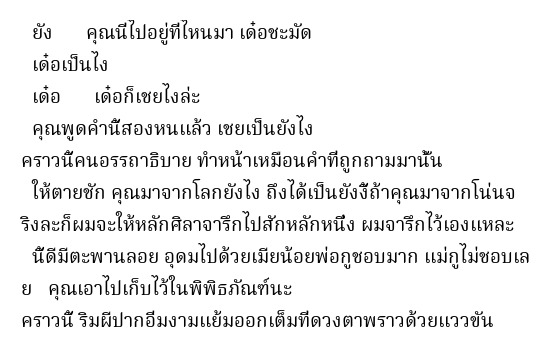 ยัง คุณนี่ไปอยู่ที่ไหนมา เด๋อชะมัด
เด๋อเป็นไง
เด๋อ เด๋อก็เชยไงล่ะ
คุณพูดคำนี้สองหนแล้ว เชยเป็นยังไง
คราวนี้คนอรรถาธิบาย ทำหน้าเหมือนคำที่ถูกถามมานั้น
ให้ตายซัก คุณมาจากโลกยังไง ถึงได้เป็นยังงี้ถ้าคุณมาจากโน่นจ
ริงละก็ผมจะให้หลักศิลาจารึกไปสักหลักหนึ่ง ผมจารึกไว้เองแหละ
นี้ดีมีตะพานลอย อุดมไปด้วยเมียน้อยพ่อกูชอบมาก แม่กูไม่ชอบเล
ย คุณเอาไปเก็บไว้ในพิพิธภัณฑ์นะ
คราวนี้ ริมผีปากอิ่มงามแย้มออกเต็มที่ดวงตาพราวด้วยแววขัน